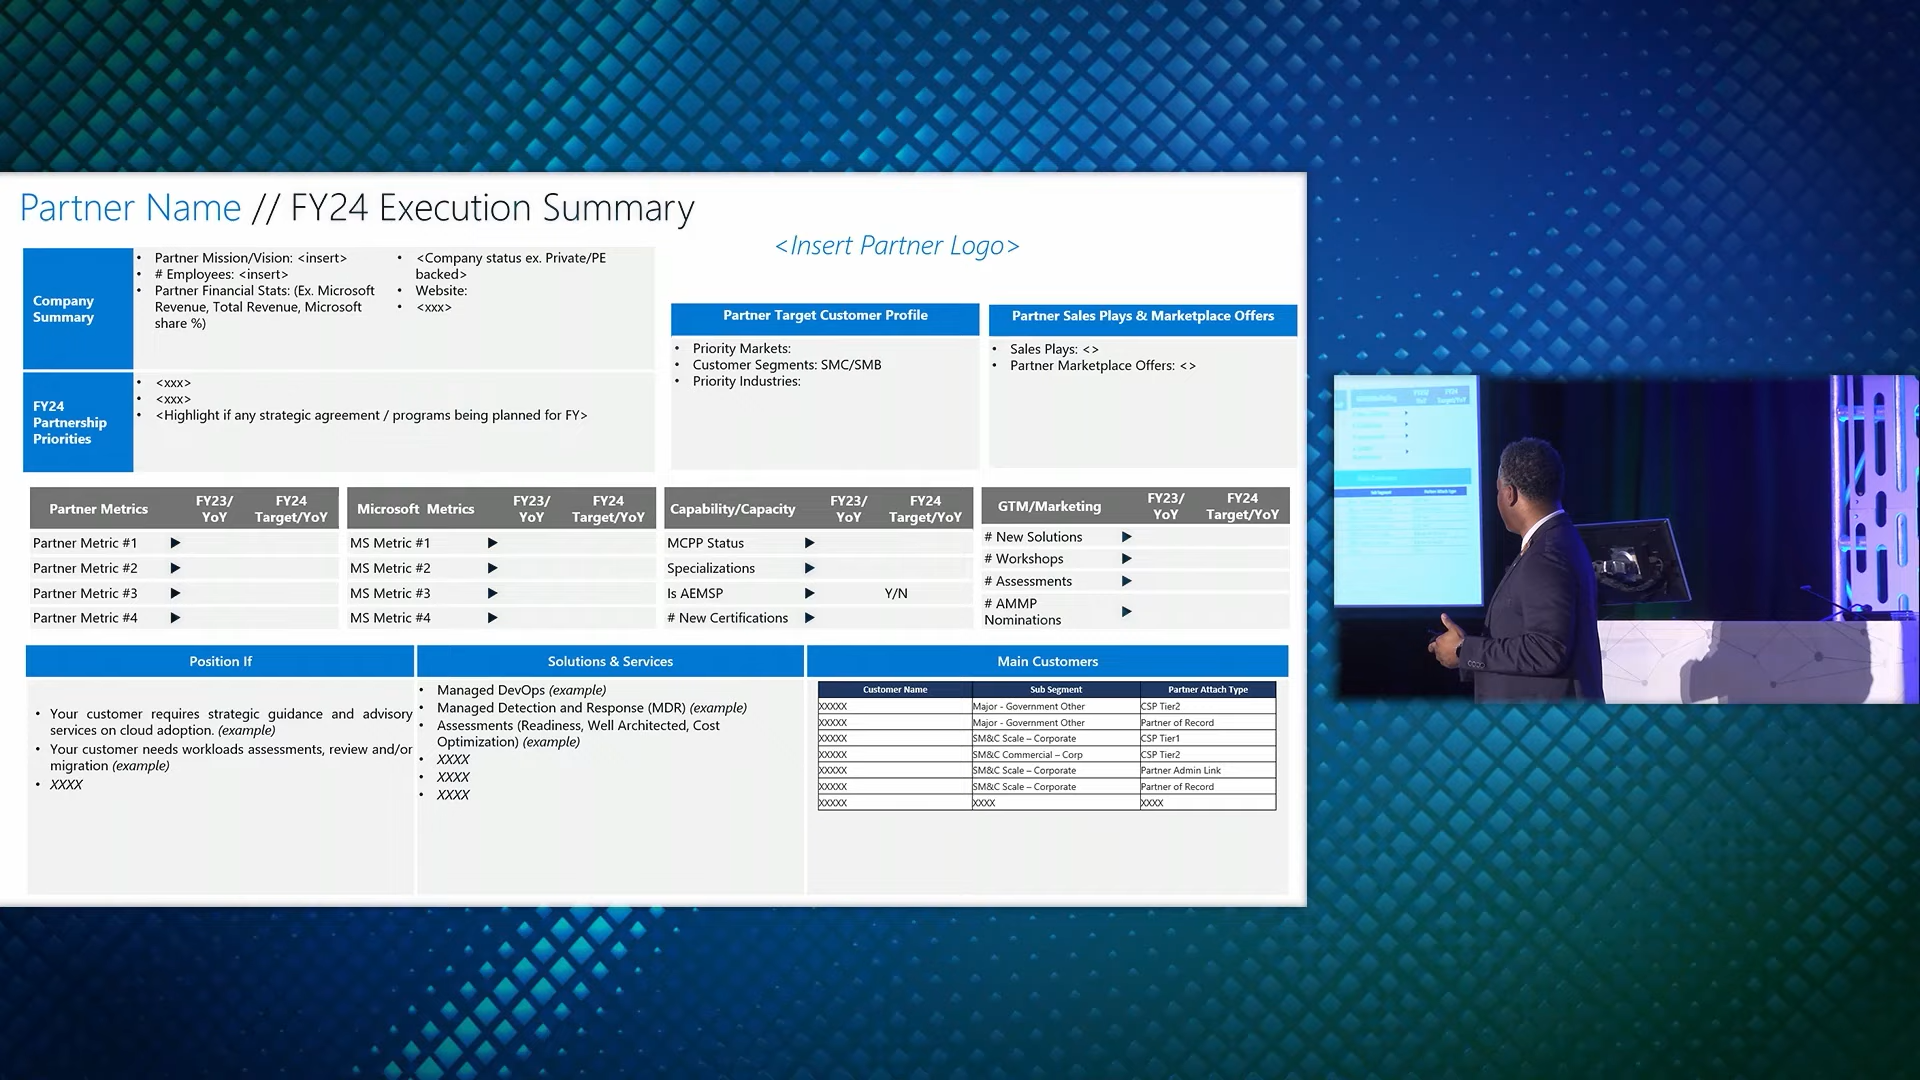 Partner Name // FY24 Execution Summary
<Insert Partner Logo>
Company
Summary
• Partner Mission/Vision: <insert>
• # Employees: <insert>
• Partner Financial Stats: (Ex. Microsoft
Revenue, Total Revenue, Microsoft
share %)
• <Company status ex. Private/PE
backed>
• Website:
• <xxx>
FY24
Partnership
Priorities
• <xxx>
• <xxx>
• <Highlight if any strategic agreement / programs being planned for FY>
Partner Target Customer Profile
• Priority Markets:
• Customer Segments: SMC/SMB
• Priority Industries:
Partner Sales Plays & Marketplace Offers
• Sales Plays: <>
• Partner Marketplace Offers: <>
Partner Metrics FY23/ YoY FY24 Target/YoY
Partner Metric #1
Partner Metric #2
Partner Metric #3
Partner Metric #4
Microsoft Metrics FY23/ YoY FY24 Target/YoY
MS Metric #1
MS Metric #2
MS Metric #3
MS Metric #4
Capability/Capacity FY23/ YoY FY24 Target/YoY
MCPP Status
Specializations
Is AEMSP Y/N
# New Certifications
GTM/Marketing FY23/ YoY FY24 Target/YoY
# New Solutions
# Workshops
# Assessments
# AMMP
Nominations
Position If
• Your customer requires strategic guidance and advisory
services on cloud adoption. (example)
• Your customer needs workloads assessments, review and/or
migration (example)
• XXXX
Solutions & Services
• Managed DevOps (example)
• Managed Detection and Response (MDR) (example)
• Assessments (Readiness, Well Architected, Cost
Optimization) (example)
• XXXX
• XXXX
• XXXX
Main Customers
Customer Name Sub Segment Partner Attach Type
XXXXX Major - Government Other CSP Tier2
XXXXX Major - Government Other Partner of Record
XXXXX SM&C Scale – Corporate CSP Tier1
XXXXX SM&C Commercial – Corp CSP Tier2
XXXXX SM&C Scale – Corporate Partner Admin Link
XXXXX SM&C Scale – Corporate Partner of Record
XXXXX XXXX XXXX